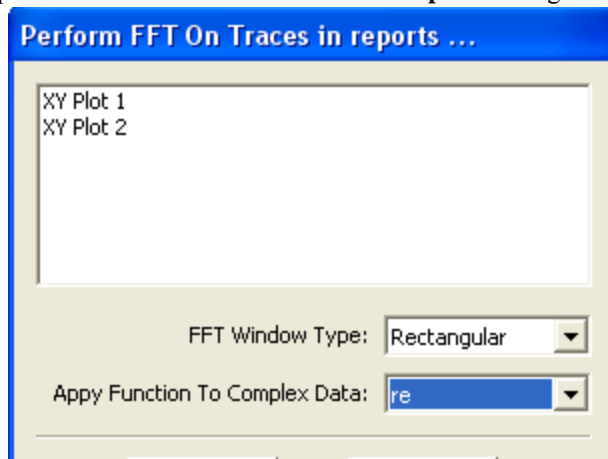 Perform FFT On Traces in reports ...
XY Plot 1
XY Plot 2
FFT Window Type: Rectangular
Appy Function To Complex Data: re